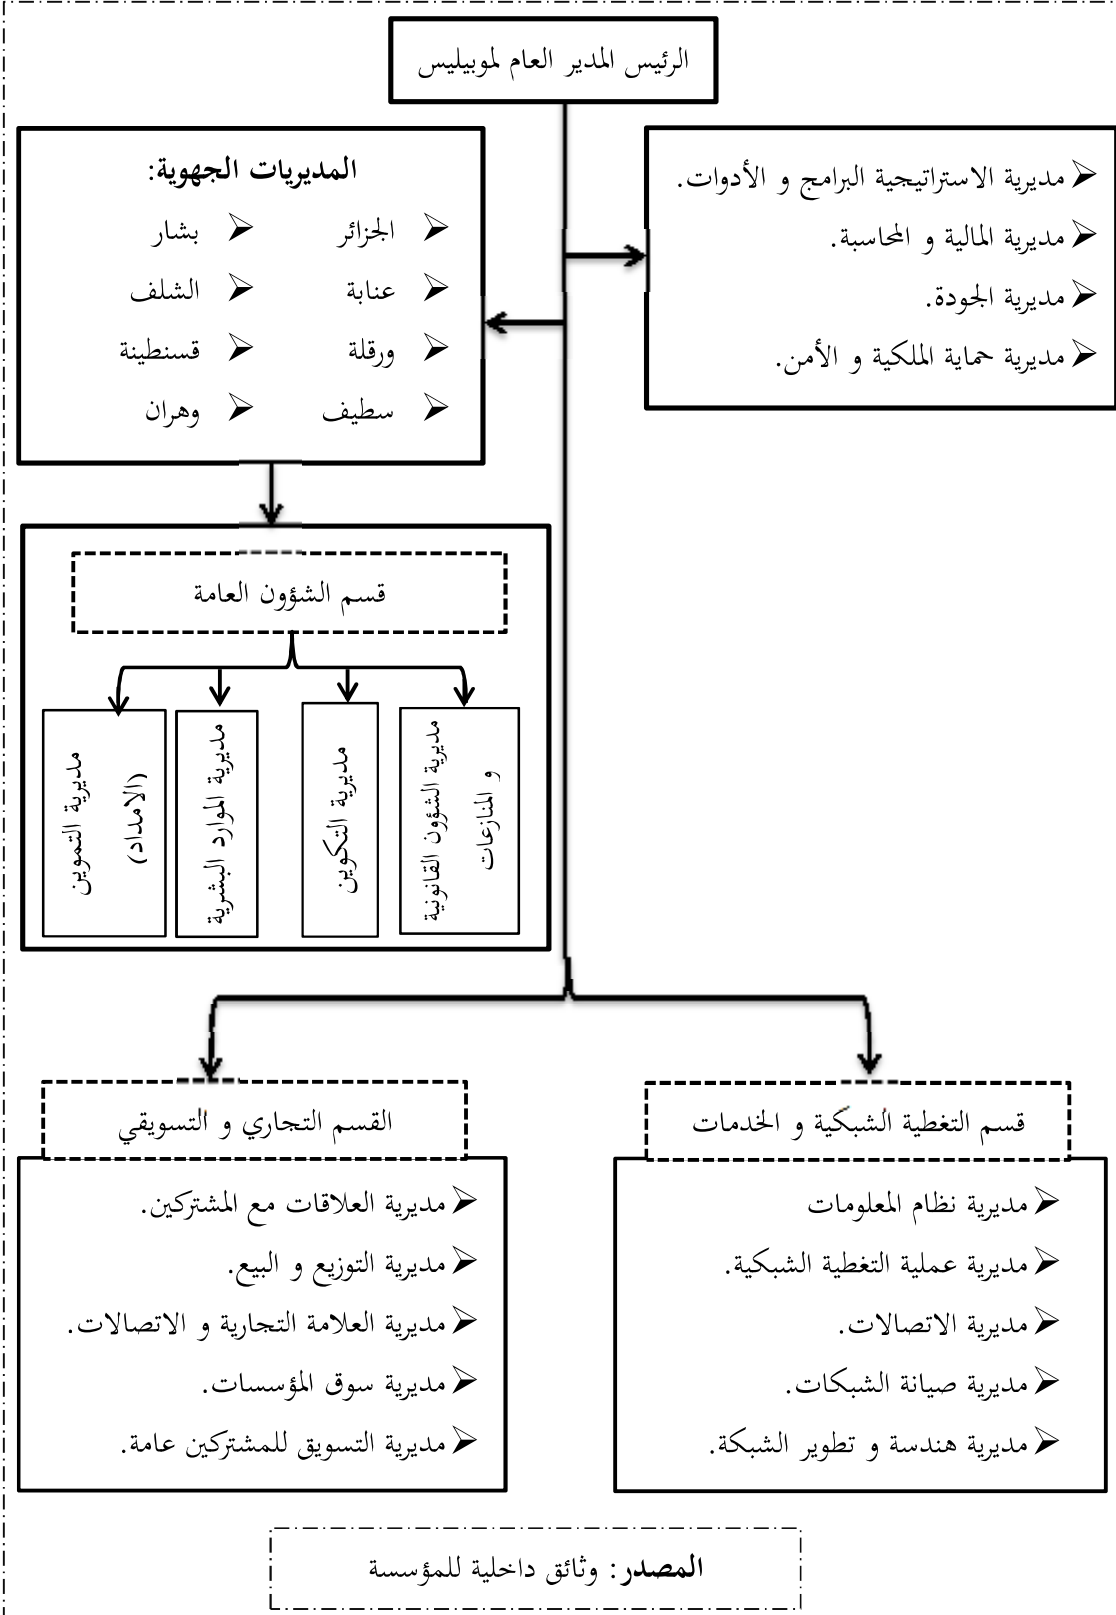 الرئيس المدير العام لموبيليس
مديرية الاستراتيجية البرامج و الأدوات.
مديرية المالية و المحاسبة.
مديرية الجودة.
مديرية حماية الملكية و الأمن.
المديريات الجهوية:
الجزائر بشار
عنابة الشلف
ورقلة قسنطينة
سطيف وهران
قسم الشؤون العامة
مديرية الشؤون القانونية
و المنازعات
مديرية التكوين
مديرية الموارد البشرية
مديرية التموين
(الامداد)
قسم التغطية الشبكية و الخدمات
مديرية نظام المعلومات
مديرية عملية التغطية الشبكية.
مديرية الاتصالات.
مديرية صيانة الشبكات.
مديرية هندسة و تطوير الشبكة.
القسم التجاري و التسويقي
مديرية العلاقات مع المشتركين.
مديرية التوزيع و البيع.
مديرية العلامة التجارية و الاتصالات.
مديرية سوق المؤسسات.
مديرية التسويق للمشتركين عامة.
المصدر: وثائق داخلية للمؤسسة